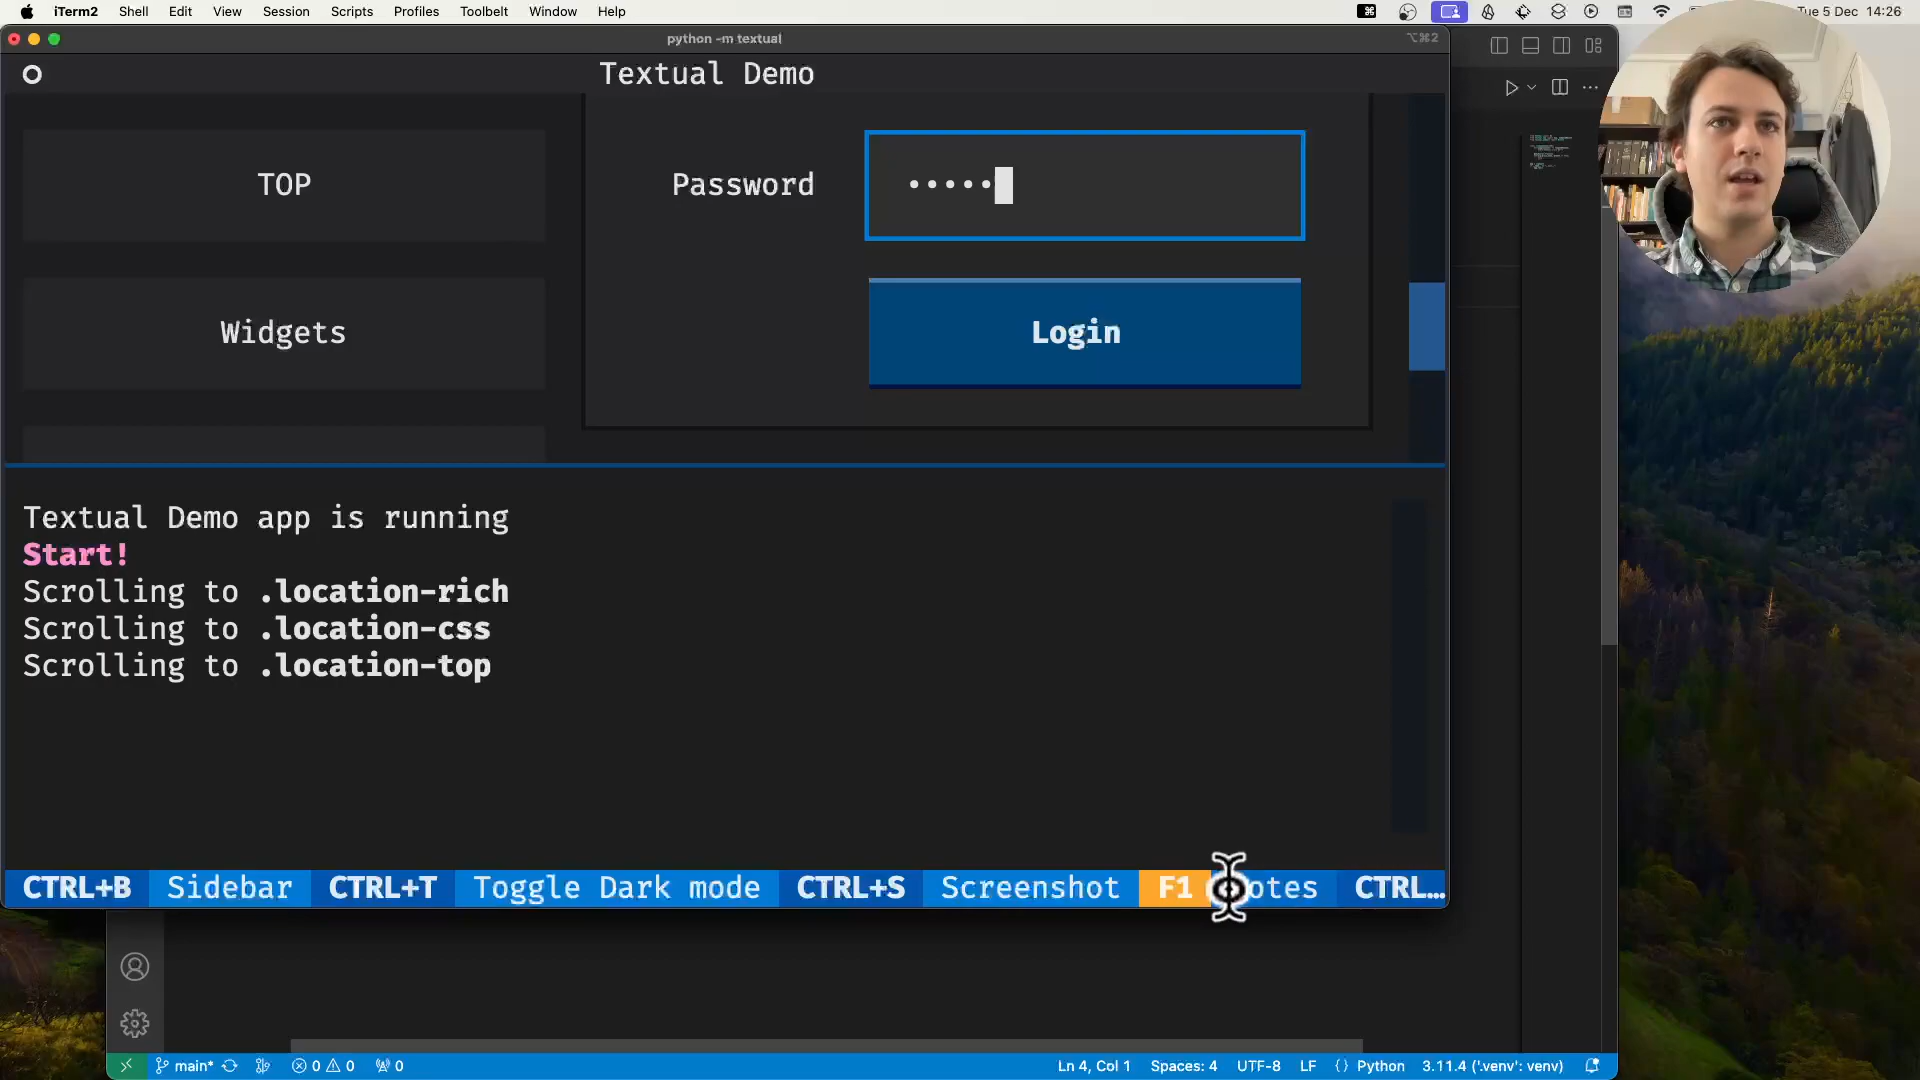 iTerm2 Shell Edit View Session Scripts Profiles Toolbelt Window Help
Tue 5 Dec 14:26
python -m textual
⌥⌘2
Textual Demo
TOP
Password
•••••
Widgets
Login
Textual Demo app is running
Start!
Scrolling to .location-rich
Scrolling to .location-css
Scrolling to .location-top
CTRL+B Sidebar CTRL+T Toggle Dark mode CTRL+S Screenshot F1 otes CTRL…
main* 0 0 0 Ln 4, Col 1 Spaces: 4 UTF-8 LF {} Python 3.11.4 ('.venv': venv)